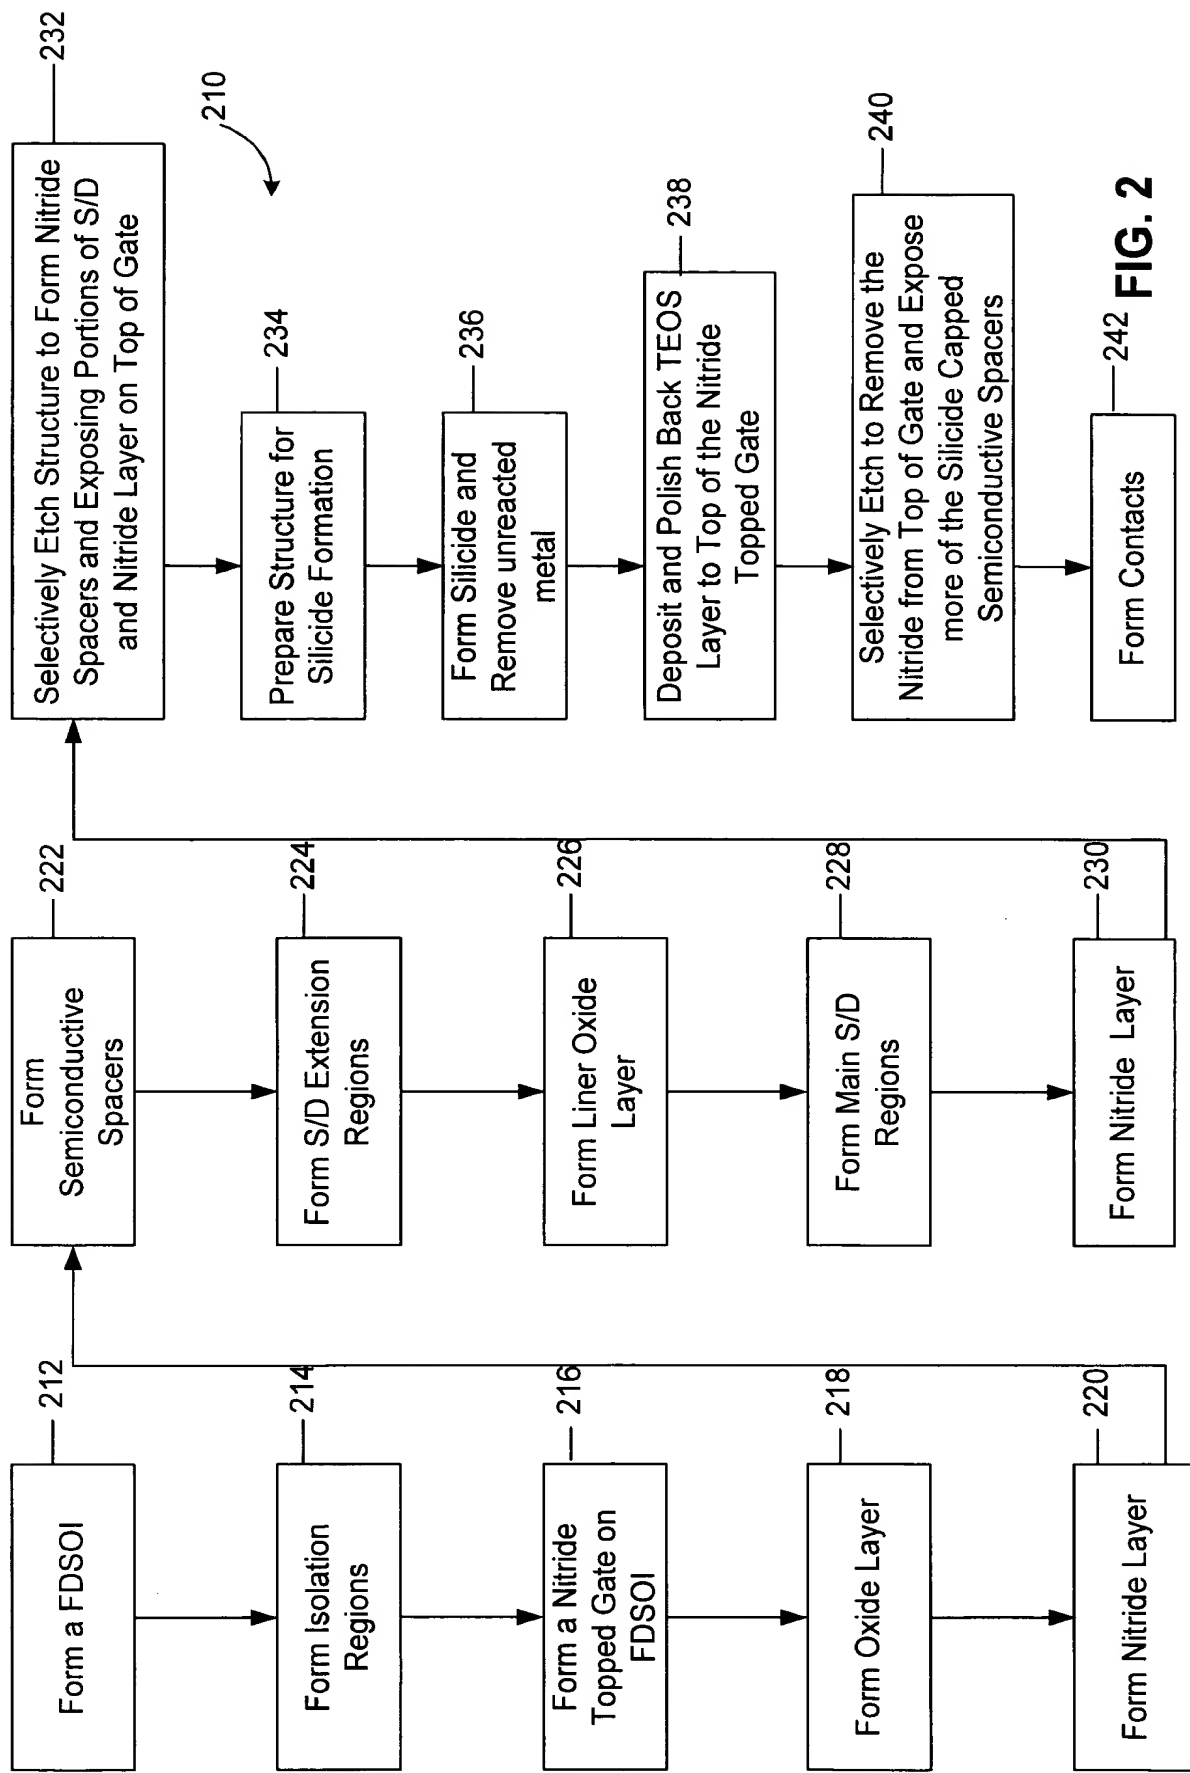 212
Form a FDSOI
214
Form Isolation
Regions
216
Form a Nitride
Topped Gate on
FDSOI
218
Form Oxide Layer
220
Form Nitride Layer
222
Form
Semiconductive
Spacers
224
Form S/D Extension
Regions
226
Form Liner Oxide
Layer
228
Form Main S/D
Regions
230
Form Nitride Layer
232
Selectively Etch Structure to Form Nitride
Spacers and Exposing Portions of S/D
and Nitride Layer on Top of Gate
210
234
Prepare Structure for
Silicide Formation
236
Form Silicide and
Remove unreacted
metal
238
Deposit and Polish Back TEOS
Layer to Top of the Nitride
Topped Gate
240
Selectively Etch to Remove the
Nitride from Top of Gate and Expose
more of the Silicide Capped
Semiconductive Spacers
242
Form Contacts
FIG. 2